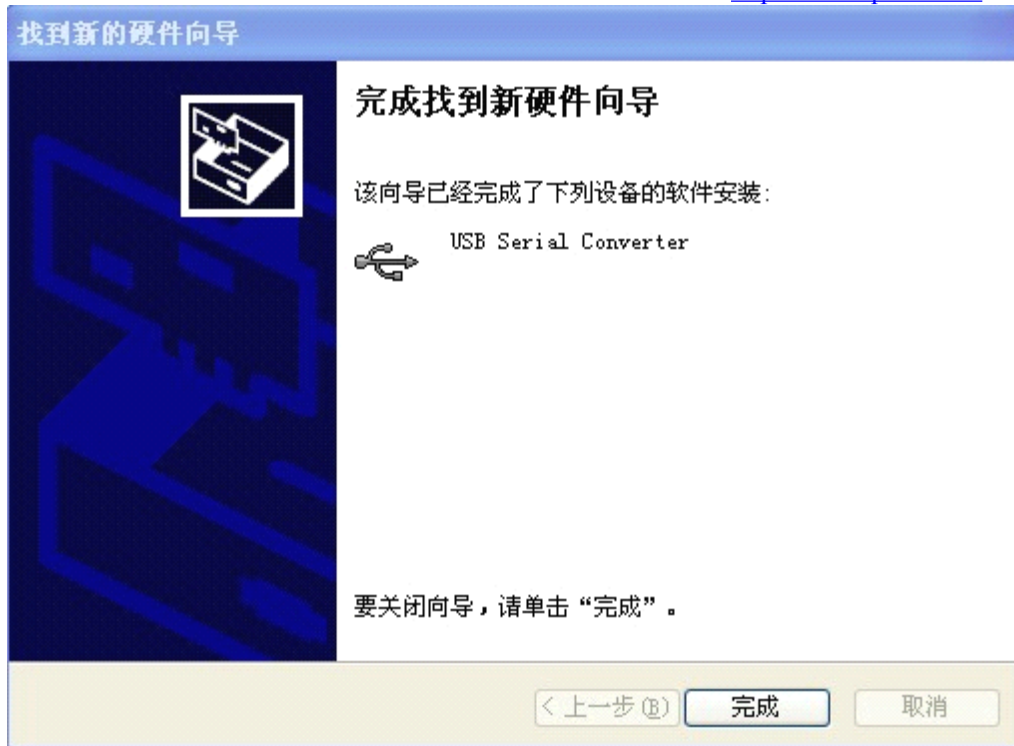 找到新的硬件向导
完成找到新硬件向导
该向导已经完成了下列设备的软件安装:
USB Serial Converter
要关闭向导，请单击“完成”。
< 上一步(B)
完成
取消